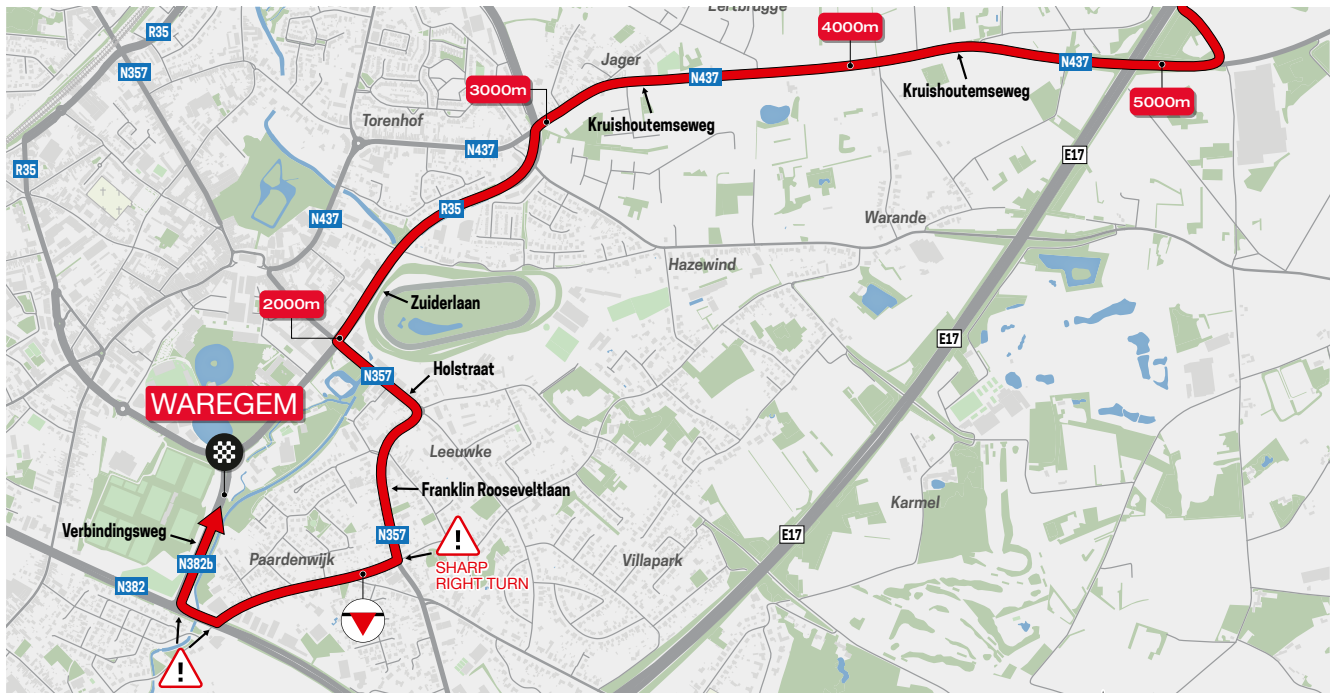 Eertbrugge
4000m
R35
N357
Jager
N437
N437
5000m
3000m
Kruishoutemseweg
Kruishoutemseweg
Torenhof
N437
E17
R35
N437
R35
Warande
Hazewind
2000m
Zuiderlaan
E17
N357
Holstraat
WAREGEM
Leeuwke
Franklin Rooseveltlaan
Karmel
Verbindingsweg
N357
E17
Paardenwijk
!
SHARP
RIGHT TURN
Villapark
N382b
N382
!